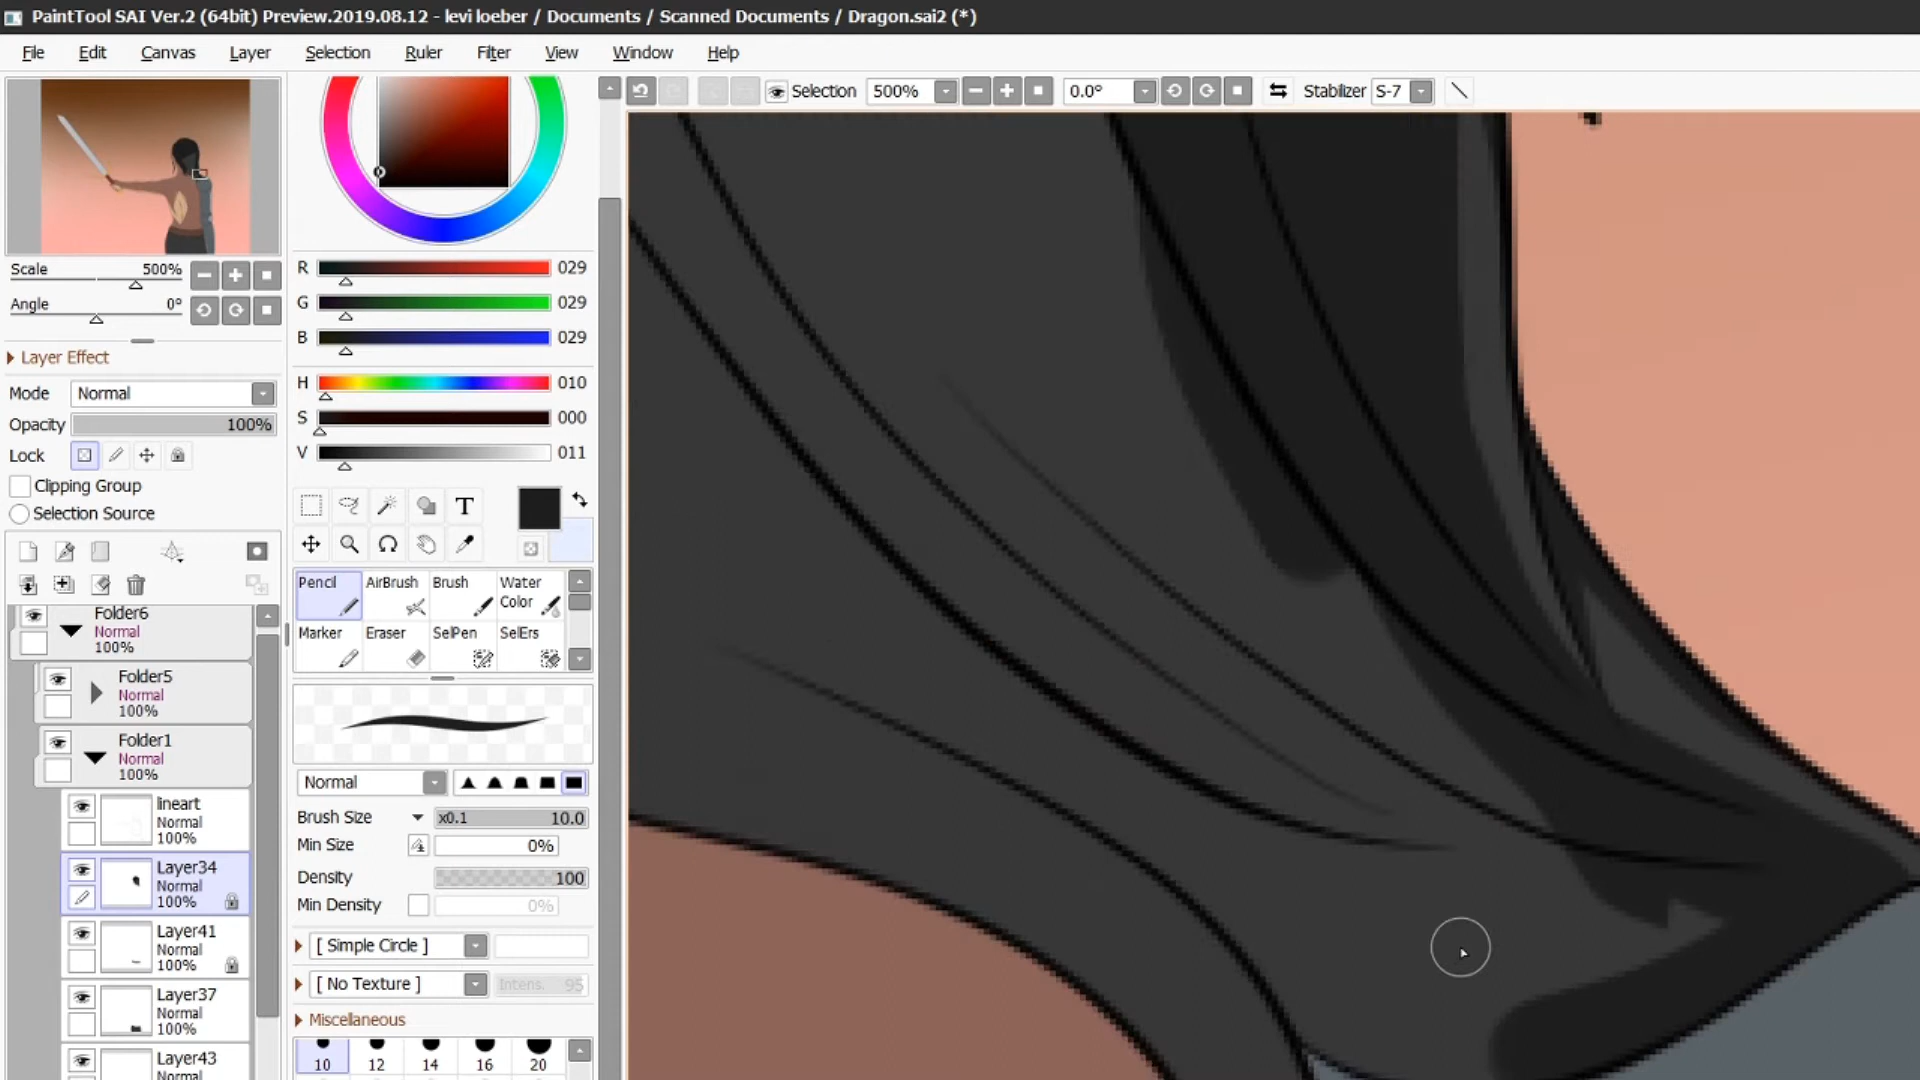 PaintTool SAI Ver.2 (64bit) Preview.2019.08.12 - levi loeber / Documents / Scanned Documents / Dragon.sai2 (*)
File Edit Canvas Layer Selection Ruler Filter View Window Help
Selection 500% 0.0° Stabilizer S-7
Scale 500%
Angle 0°
Layer Effect
Mode Normal
Opacity 100%
Lock
Clipping Group
Selection Source
Folder6
Normal
100%
Folder5
Normal
100%
Folder1
Normal
100%
lineart
Normal
100%
Layer34
Normal
100%
Layer41
Normal
100%
Layer37
Normal
100%
Layer43
Normal
R 029
G 029
B 029
H 010
S 000
V 011
T
Pencil AirBrush Brush Water Color
Marker Eraser SelPen SelErs
Normal
Brush Size x0.1 10.0
Min Size 0%
Density 100
Min Density 0%
[ Simple Circle ]
[ No Texture ] Intens. 95
Miscellaneous
10 12 14 16 20